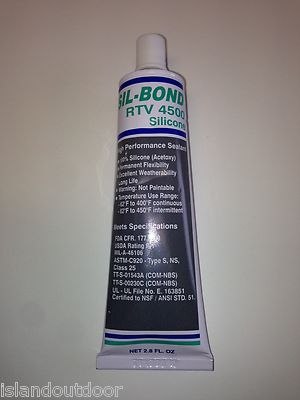 SIL-BOND
RTV 4500
Silicone
High Performance Sealant
• 100% Silicone (Acetoxy)
• Permanent Flexibility
• Excellent Weatherability
Long Life
• Warning: Not Paintable
• Temperature Use Range:
-62°F to 400°F continuous
-62°F to 450°F intermittent
Meets Specifications
FDA CFR. 177.
USDA Rating
MIL-A-46106
ASTM-C920 - Type S, NS,
Class 25
TT-S-01543A (COM-NBS)
TT-S-00230C (COM-NBS)
UL - UL File No. E. 163851
Certified to NSF / ANSI STD. 51.
NET 2.8 FL. OZ
islandoutdoor